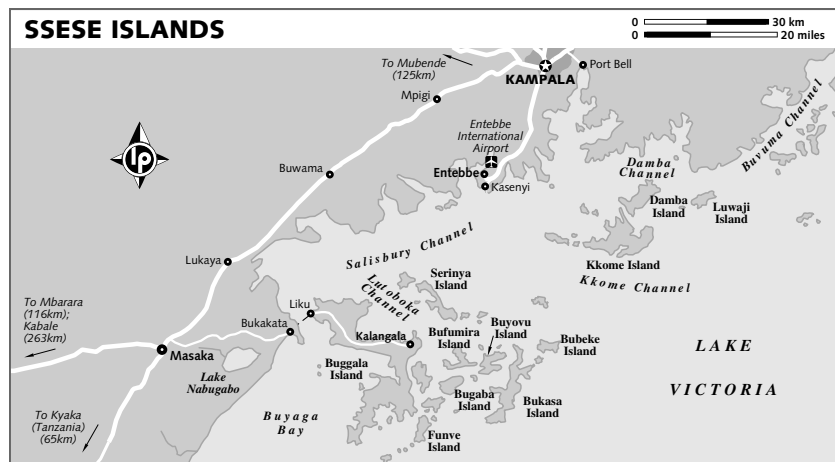 SSESE ISLANDS
0 30 km
0 20 miles
To Mubende
(125km)
KAMPALA
Port Bell
Mpigi
Entebbe
International
Airport
Buvuma Channel
lp
Buwama
Entebbe
Kasenyi
Damba
Channel
Damba
Island
Luwaji
Island
Salisbury Channel
Lukaya
Kkome Island
Kkome Channel
Serinya
Island
Lutoboka
Channel
To Mbarara
(116km);
Kabale
(263km)
Liku
Bukakata
Kalangala
Bufumira
Island
Buyovu
Island
Bubeke
Island
LAKE
VICTORIA
Masaka
Lake
Nabugabo
Buggala
Island
Bugaba
Island
Bukasa
Island
To Kyaka
(Tanzania)
(65km)
Buyaga
Bay
Funve
Island